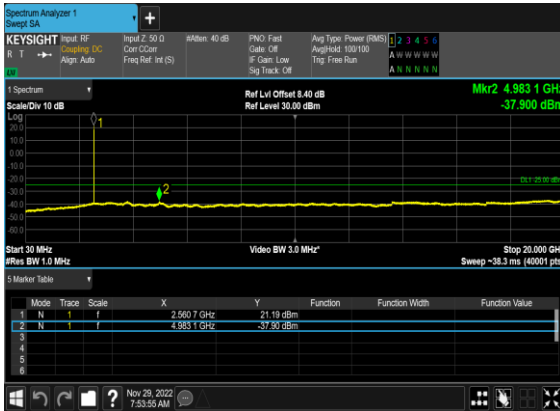 Spectrum Analyzer 1
Swept SA
+
KEYSIGHT Input: RF Input Z: 50 Ω #Atten: 40 dB PNO: Fast Avg Type: Power (RMS) 1 2 3 4 5 6
R T Coupling: DC Corr CCorr Gate: Off Avg|Hold: 100/100 A W W W W W
Align: Auto Freq Ref: Int (S) IF Gain: Low Trig: Free Run
Sig Track: Off A N N N N N
1 Spectrum Ref Lvl Offset 8.40 dB Mkr2 4.983 1 GHz
Scale/Div 10 dB Ref Level 30.00 dBm -37.900 dBm
Log
20.0
10.0
0.00
-10.0
-20.0
-30.0
-40.0
-50.0
-60.0
1
2
DL1 -25.00 dBm
Start 30 MHz Video BW 3.0 MHz* Stop 20.000 GH
#Res BW 1.0 MHz Sweep ~38.3 ms (40001 pts
5 Marker Table
Mode Trace Scale X Y Function Function Width Function Value
1 N 1 f 2.560 7 GHz 21.19 dBm
2 N 1 f 4.983 1 GHz -37.90 dBm
3
4
5
6
? Nov 29, 2022
7:53:55 AM